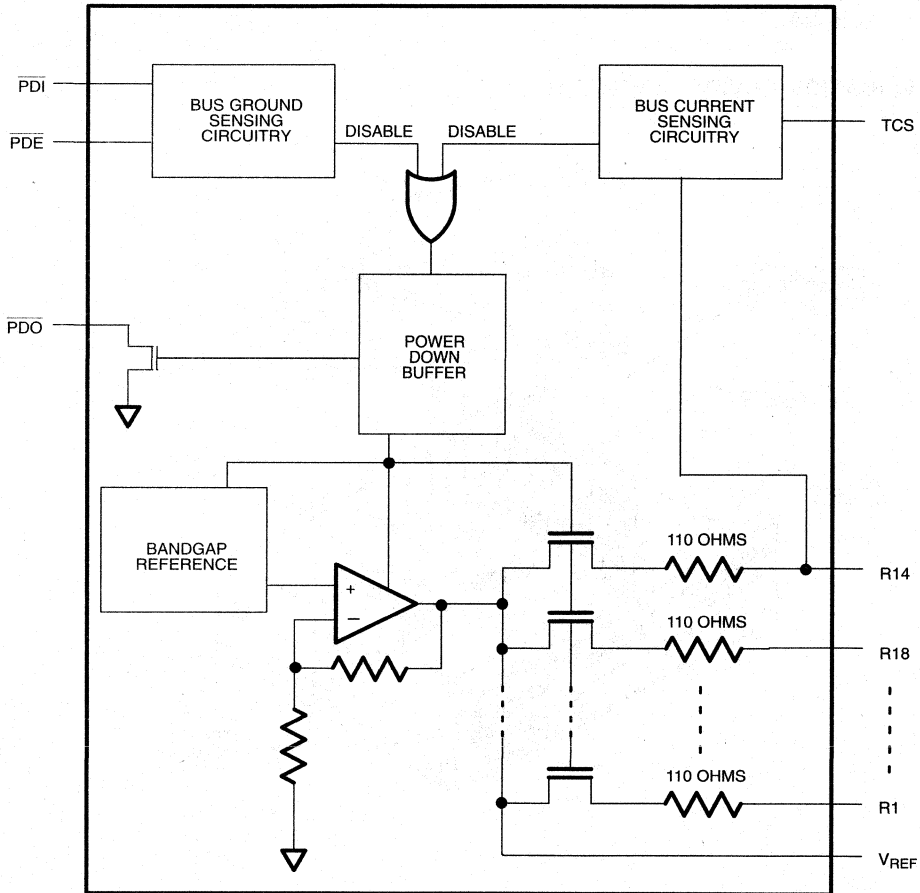 PDI
PDE
BUS GROUND
SENSING
CIRCUITRY
DISABLE DISABLE
BUS CURRENT
SENSING
CIRCUITRY
TCS
PDO
POWER
DOWN
BUFFER
BANDGAP
REFERENCE
+
−
110 OHMS
R14
110 OHMS
R18
110 OHMS
R1
VREF